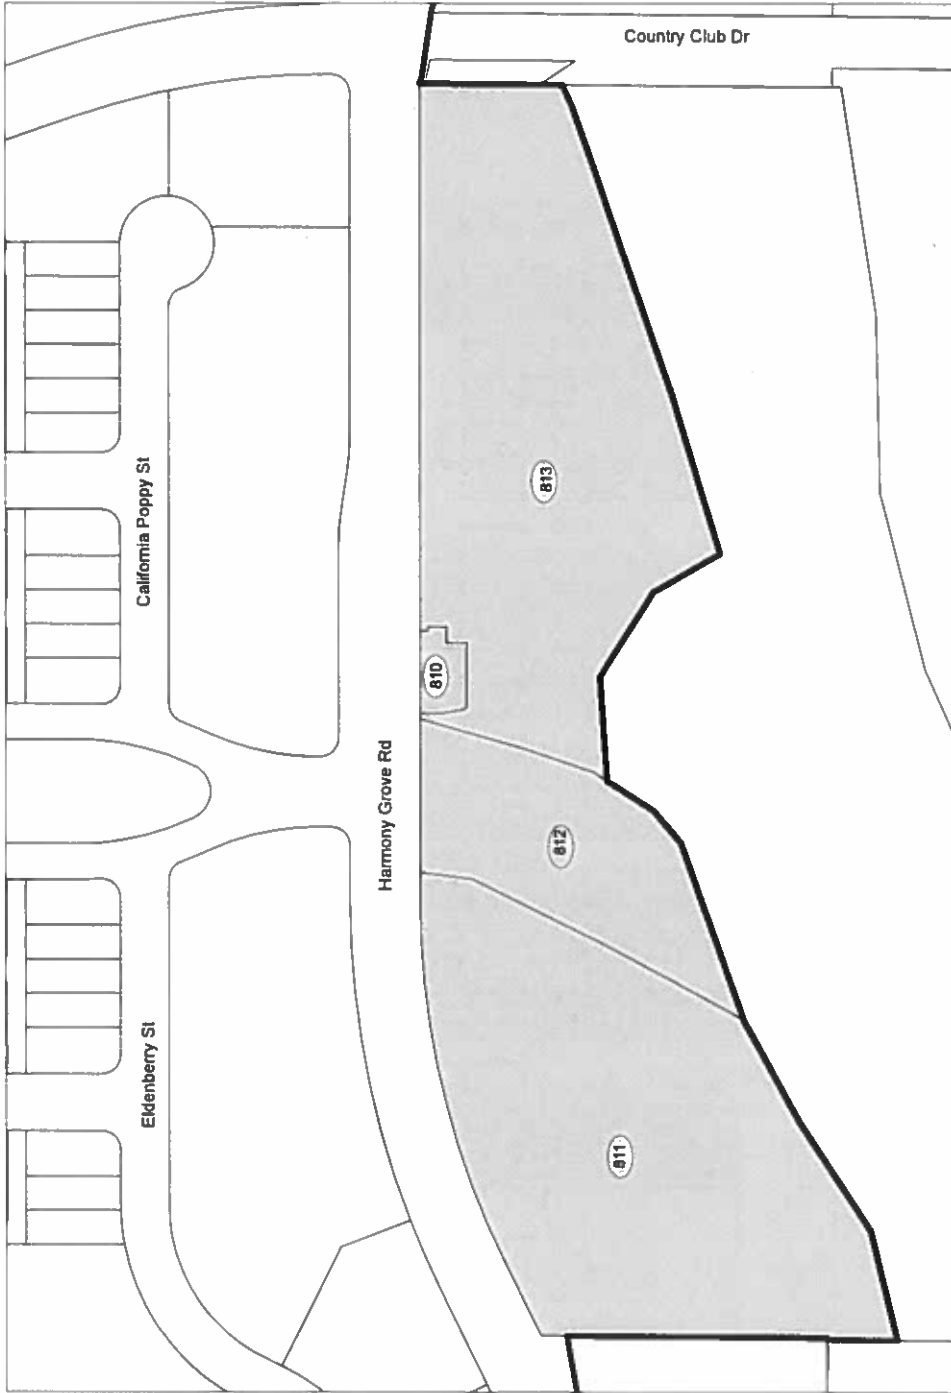 Country Club Dr
California Poppy St
813
810
Harmony Grove Rd
812
Eldenberry St
811